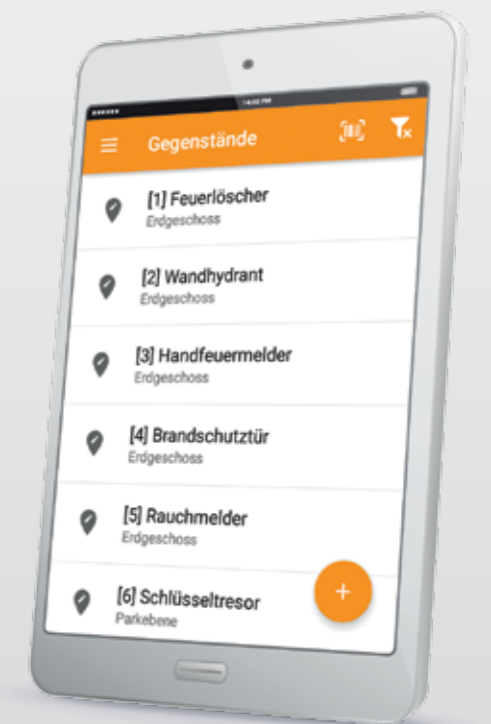 Gegenstände
[1] Feuerlöscher
Erdgeschoss
[2] Wandhydrant
Erdgeschoss
[3] Handfeuermelder
Erdgeschoss
[4] Brandschutztür
Erdgeschoss
[5] Rauchmelder
Erdgeschoss
[6] Schlüsseltresor
Parkebene